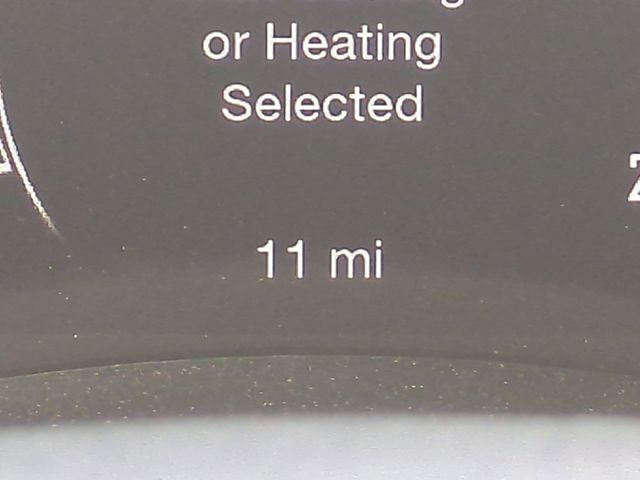 or Heating
Selected
11 mi